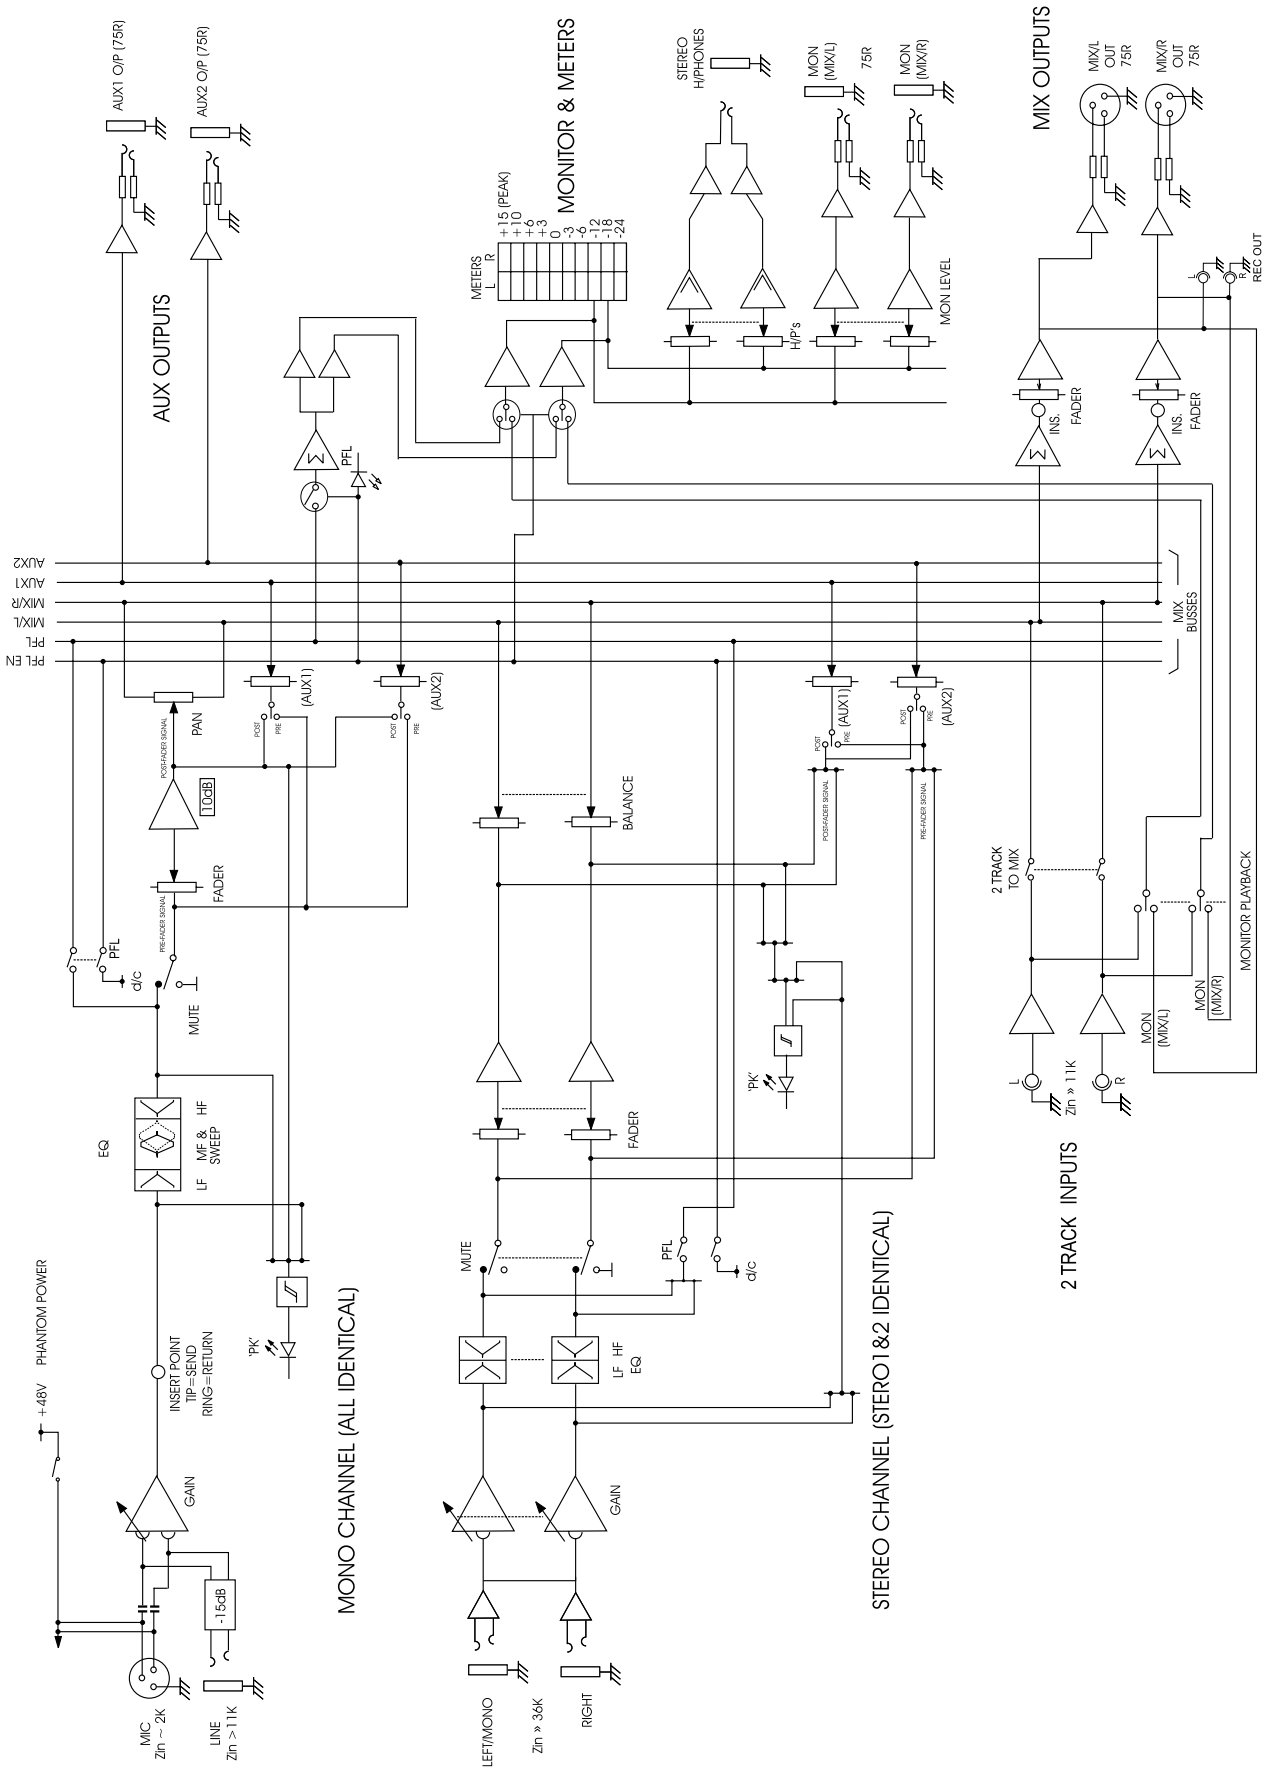 MIC
Zin ~ 2K
LINE
Zin > 11K
+48V PHANTOM POWER
-15dB
GAIN
INSERT POINT
TIP=SEND
RING=RETURN
'PK'
EQ
LF
MF &
SWEEP
HF
MUTE
PFL
d/c
PRE-FADER SIGNAL
FADER
10dB
POST-FADER SIGNAL
PAN
POST
PRE
(AUX1)
POST
PRE
(AUX2)
MONO CHANNEL (ALL IDENTICAL)
PFL EN
PFL
MIX/L
MIX/R
AUX1
AUX2
AUX OUTPUTS
AUX1 O/P (75R)
AUX2 O/P (75R)
LEFT/MONO
Zin » 36K
RIGHT
GAIN
LF HF
EQ
MUTE
PFL
d/c
FADER
'PK'
BALANCE
POST-FADER SIGNAL
PRE-FADER SIGNAL
POST
PRE
(AUX1)
POST
PRE
(AUX2)
STEREO CHANNEL (STERO1&2 IDENTICAL)
PFL
METERS
L R
+15 (PEAK)
+10
+6
+3
0
-3
-6
-12
-18
-24
MONITOR & METERS
H/P's
MON LEVEL
STEREO
H/PHONES
MON
(MIX/L)
75R
MON
(MIX/R)
2 TRACK INPUTS
L
Zin » 11K
R
2 TRACK
TO MIX
MON
(MIX/L)
MON
(MIX/R)
MONITOR PLAYBACK
MIX
BUSSES
INS.
FADER
INS.
FADER
L
R
REC OUT
MIX OUTPUTS
MIX/L
OUT
75R
MIX/R
OUT
75R